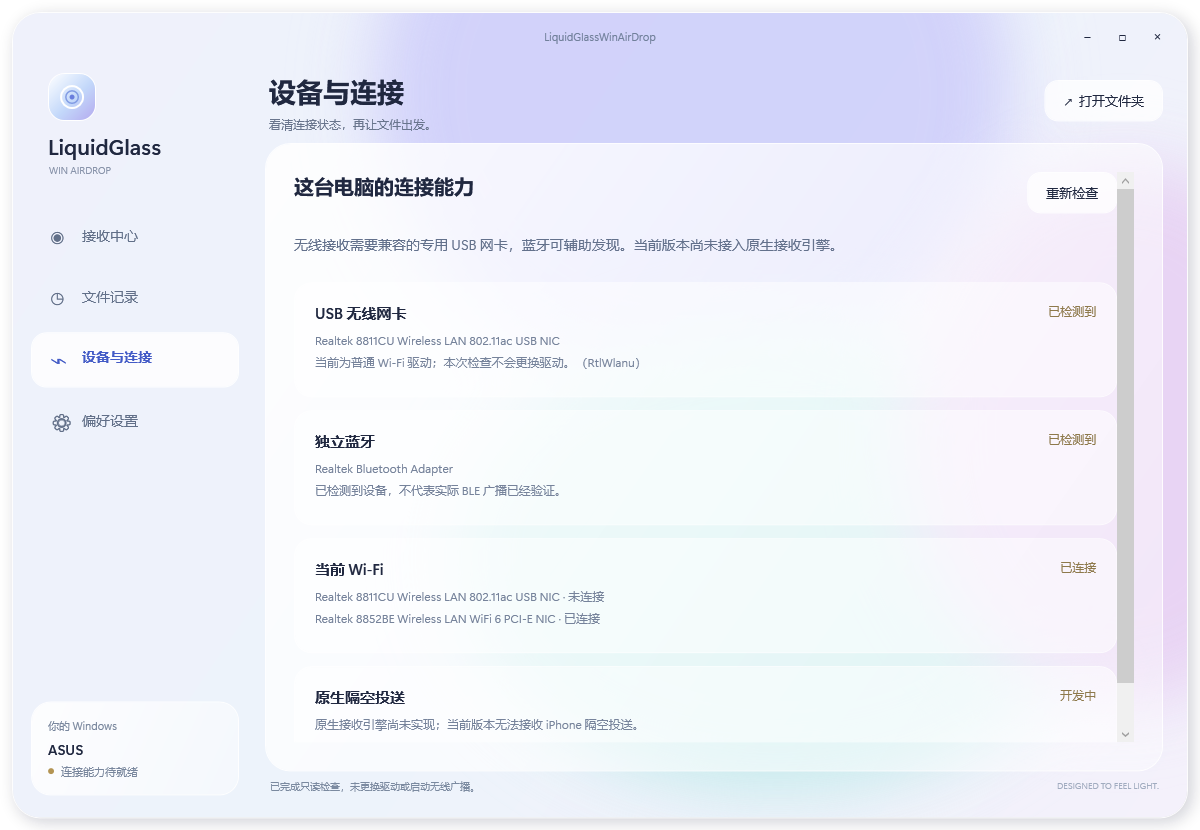 LiquidGlassWinAirDrop
LiquidGlass
WIN AIRDROP
接收中心
文件记录
设备与连接
偏好设置
你的 Windows
ASUS
连接能力待就绪
设备与连接
看清连接状态，再让文件出发。
↗ 打开文件夹
这台电脑的连接能力
重新检查
无线接收需要兼容的专用 USB 网卡，蓝牙可辅助发现。当前版本尚未接入原生接收引擎。
USB 无线网卡
已检测到
Realtek 8811CU Wireless LAN 802.11ac USB NIC
当前为普通 Wi-Fi 驱动；本次检查不会更换驱动。（RtlWlanu）
独立蓝牙
已检测到
Realtek Bluetooth Adapter
已检测到设备，不代表实际 BLE 广播已经验证。
当前 Wi-Fi
已连接
Realtek 8811CU Wireless LAN 802.11ac USB NIC · 未连接
Realtek 8852BE Wireless LAN WiFi 6 PCI-E NIC · 已连接
原生隔空投送
开发中
原生接收引擎尚未实现；当前版本无法接收 iPhone 隔空投送。
已完成只读检查，未更换驱动或启动无线广播。
DESIGNED TO FEEL LIGHT.